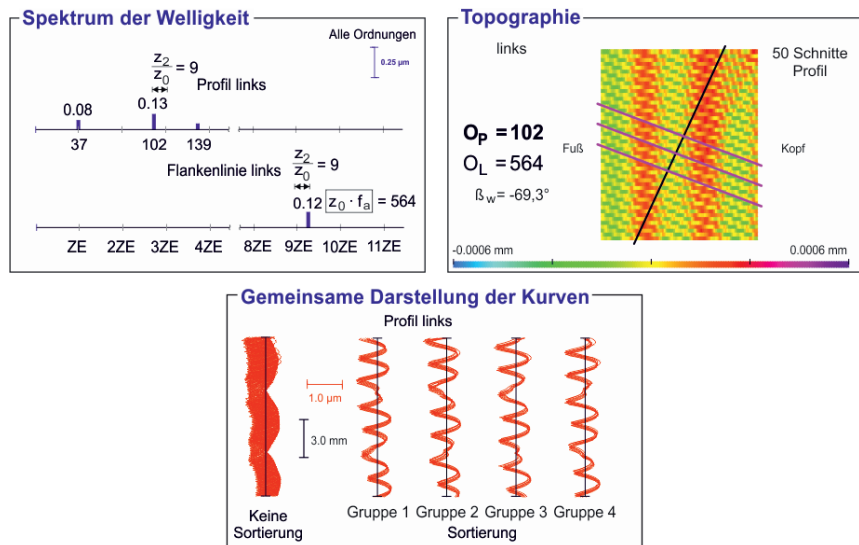 Spektrum der Welligkeit
Alle Ordnungen
0.25 µm
z₂
z₀
= 9
Profil links
0.08
0.13
37
102
139
Flankenlinie links
z₂
z₀
= 9
0.12
z₀ · fₐ = 564
ZE 2ZE 3ZE 4ZE 8ZE 9ZE 10ZE 11ZE
Topographie
links
50 Schnitte
Profil
O_P = 102
O_L = 564
ß_w = -69,3°
Fuß
Kopf
-0.0006 mm
0.0006 mm
Gemeinsame Darstellung der Kurven
Profil links
1.0 µm
3.0 mm
Keine
Sortierung
Gruppe 1 Gruppe 2 Gruppe 3 Gruppe 4
Sortierung